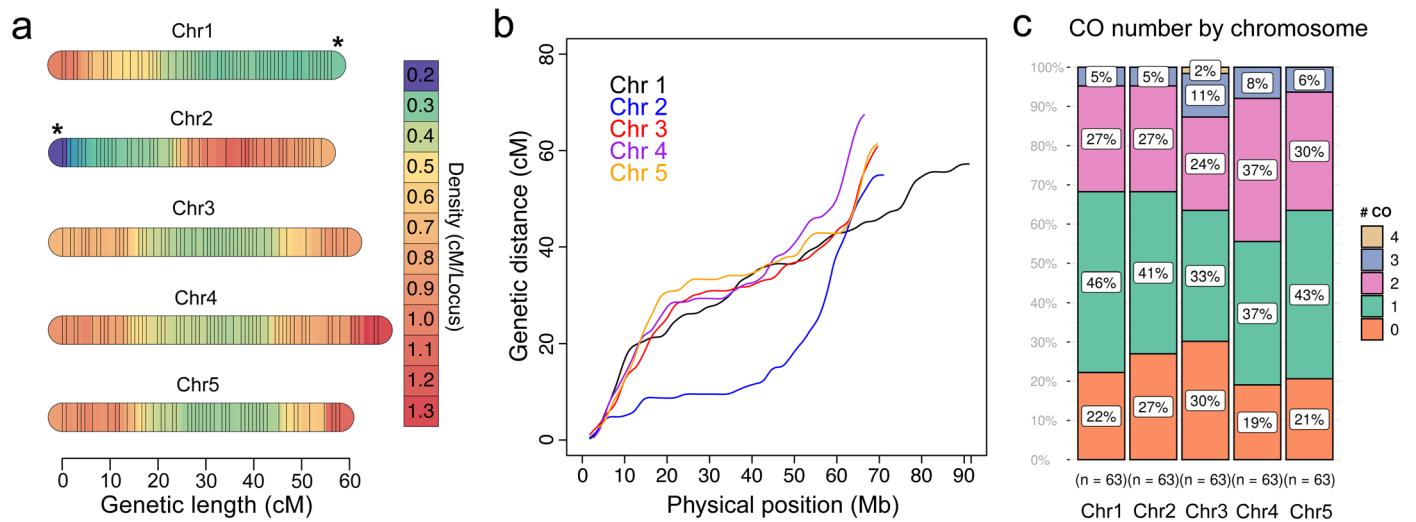 a
Chr1
*
Chr2
*
Chr3
Chr4
Chr5
0 10 20 30 40 50 60
Genetic length (cM)
0.2
0.3
0.4
0.5
0.6
0.7
0.8
0.9
1.0
1.1
1.2
1.3
Density (cM/Locus)
b
80
60
40
20
0
Genetic distance (cM)
Chr 1
Chr 2
Chr 3
Chr 4
Chr 5
0 10 20 30 40 50 60 70 80 90
Physical position (Mb)
c
CO number by chromosome
100%
90%
80%
70%
60%
50%
40%
30%
20%
10%
0%
5% 5% 2% 8% 6%
11%
27% 27% 24% 37% 30%
46% 41% 33% 37% 43%
22% 27% 30% 19% 21%
(n = 63) (n = 63) (n = 63) (n = 63) (n = 63)
Chr1 Chr2 Chr3 Chr4 Chr5
# CO
4
3
2
1
0